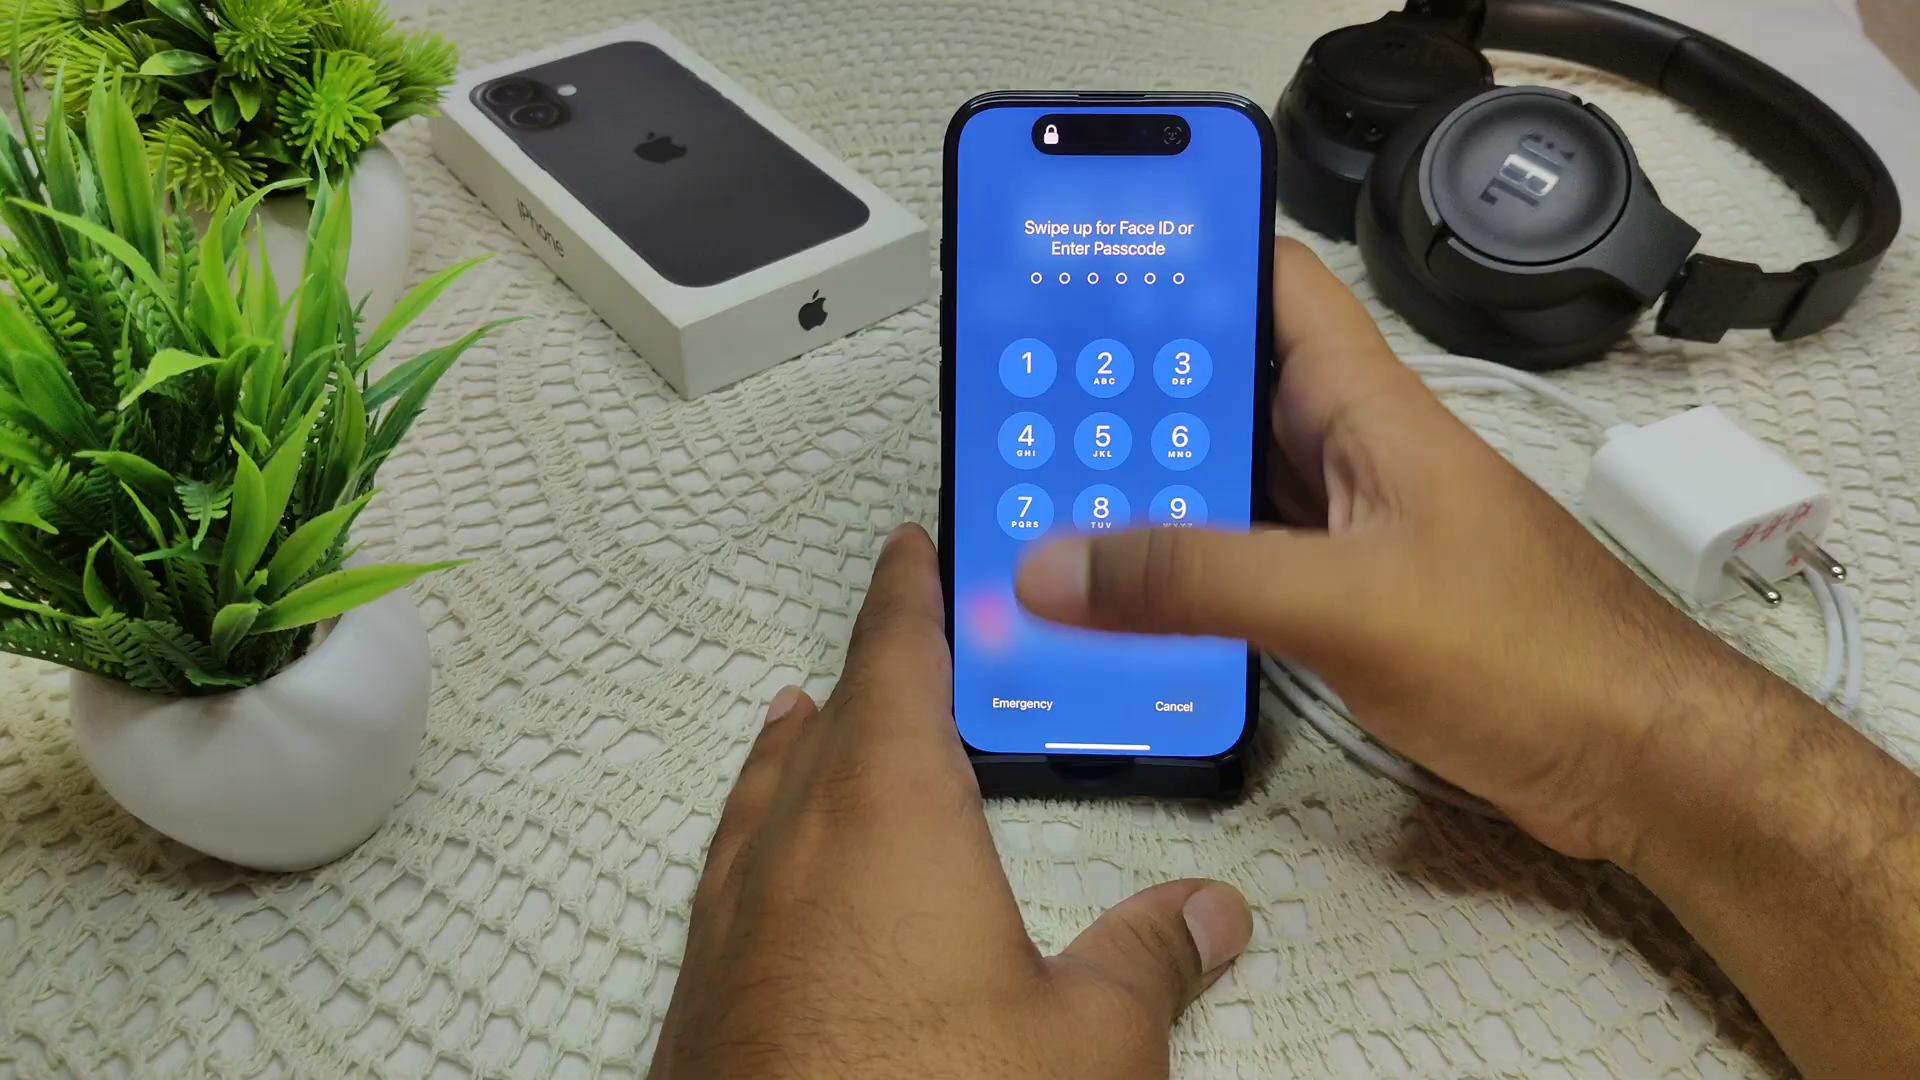 iPhone
JBL
Swipe up for Face ID or
Enter Passcode
1
2
ABC
3
DEF
4
GHI
5
JKL
6
MNO
7
PQRS
8
TUV
9
WXYZ
Emergency
Cancel